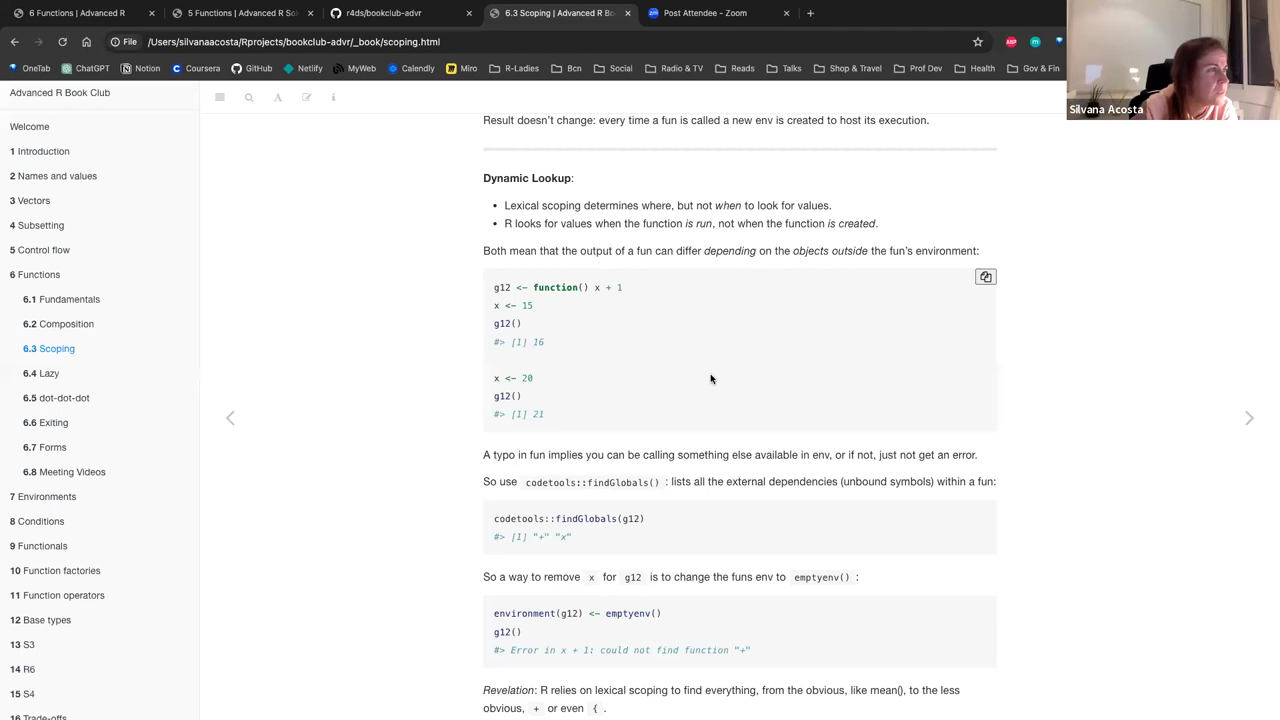 6 Functions | Advanced R
5 Functions | Advanced R Sol
r4ds/bookclub-advr
6.3 Scoping | Advanced R Bo
Post Attendee - Zoom
File
/Users/silvanaacosta/Rprojects/bookclub-advr/_book/scoping.html
OneTab
ChatGPT
Notion
Coursera
GitHub
Netlify
MyWeb
Calendly
Miro
R-Ladies
Bcn
Social
Radio & TV
Reads
Talks
Shop & Travel
Prof Dev
Health
Gov & Fin
Silvana Acosta
Advanced R Book Club
Welcome
1 Introduction
2 Names and values
3 Vectors
4 Subsetting
5 Control flow
6 Functions
6.1 Fundamentals
6.2 Composition
6.3 Scoping
6.4 Lazy
6.5 dot-dot-dot
6.6 Exiting
6.7 Forms
6.8 Meeting Videos
7 Environments
8 Conditions
9 Functionals
10 Function factories
11 Function operators
12 Base types
13 S3
14 R6
15 S4
16 Trade-offs
Result doesn't change: every time a fun is called a new env is created to host its execution.
Dynamic Lookup:
• Lexical scoping determines where, but not when to look for values.
• R looks for values when the function is run, not when the function is created.
Both mean that the output of a fun can differ depending on the objects outside the fun's environment:
g12 <- function() x + 1
x <- 15
g12()
#> [1] 16
x <- 20
g12()
#> [1] 21
A typo in fun implies you can be calling something else available in env, or if not, just not get an error.
So use codetools::findGlobals() : lists all the external dependencies (unbound symbols) within a fun:
codetools::findGlobals(g12)
#> [1] "+" "x"
So a way to remove x for g12 is to change the funs env to emptyenv() :
environment(g12) <- emptyenv()
g12()
#> Error in x + 1: could not find function "+"
Revelation: R relies on lexical scoping to find everything, from the obvious, like mean(), to the less
obvious, + or even { .